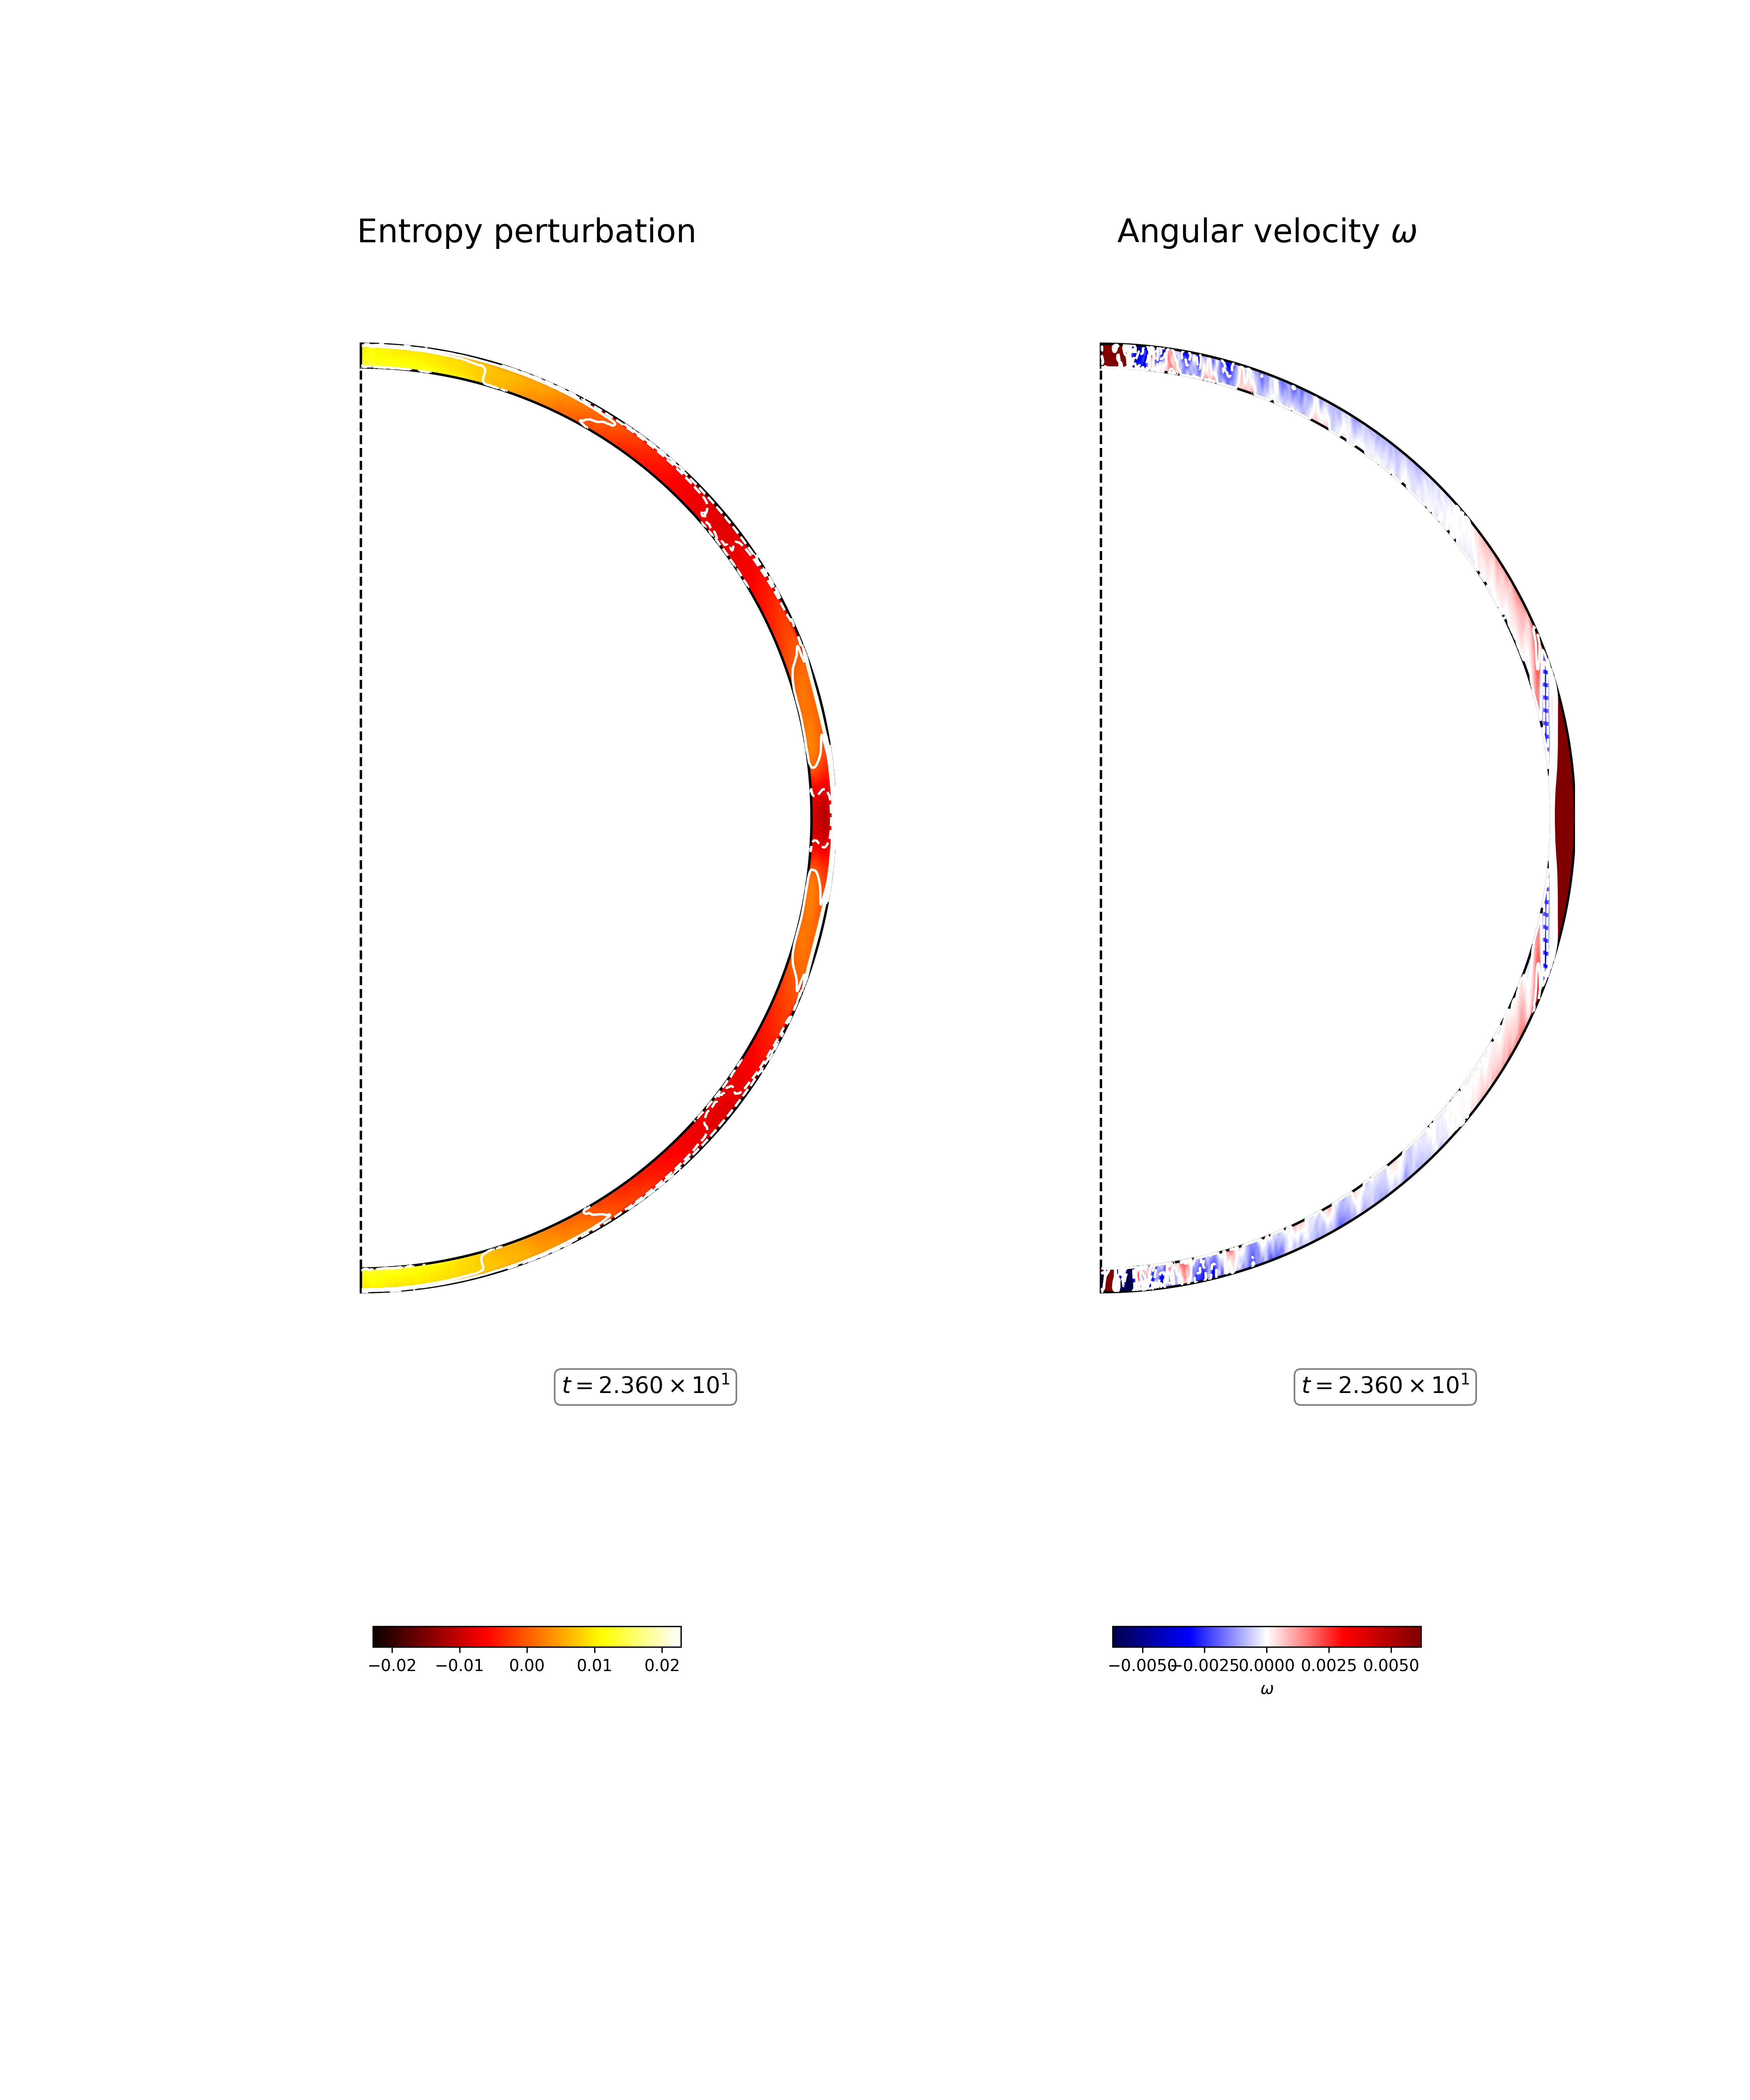 Entropy perturbation
Angular velocity ω
t = 2.360 × 10¹
t = 2.360 × 10¹
−0.02 −0.01 0.00 0.01 0.02
−0.0050 −0.0025 0.0000 0.0025 0.0050
ω